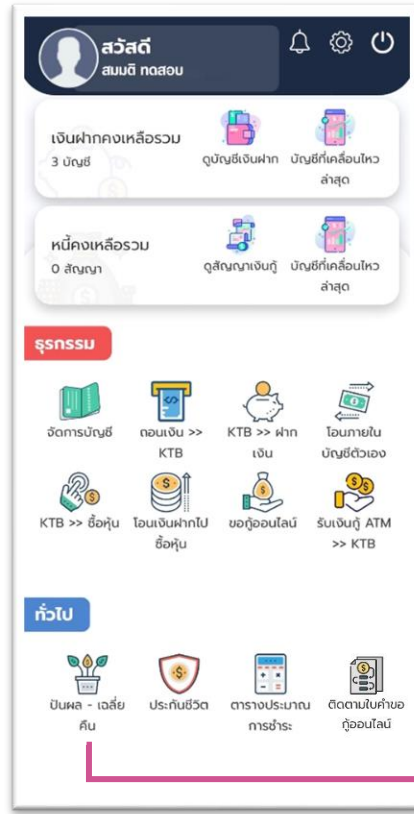 สวัสดี
สมมติ ทดสอบ
เงินฝากคงเหลือรวม
3 บัญชี
ดูบัญชีเงินฝาก
บัญชีที่เคลื่อนไหว
ล่าสุด
หนี้คงเหลือรวม
0 สัญญา
ดูสัญญาเงินกู้
บัญชีที่เคลื่อนไหว
ล่าสุด
ธุรกรรม
จัดการบัญชี
ถอนเงิน >>
KTB
KTB >> ฝาก
เงิน
โอนภายใน
บัญชีตัวเอง
KTB >> ซื้อหุ้น
โอนเงินฝากไป
ซื้อหุ้น
ขอกู้ออนไลน์
รับเงินกู้ ATM
>> KTB
ทั่วไป
ปันผล - เฉลี่ย
คืน
ประกันชีวิต
ตารางประมาณ
การชำระ
ติดตามใบคำขอ
กู้ออนไลน์